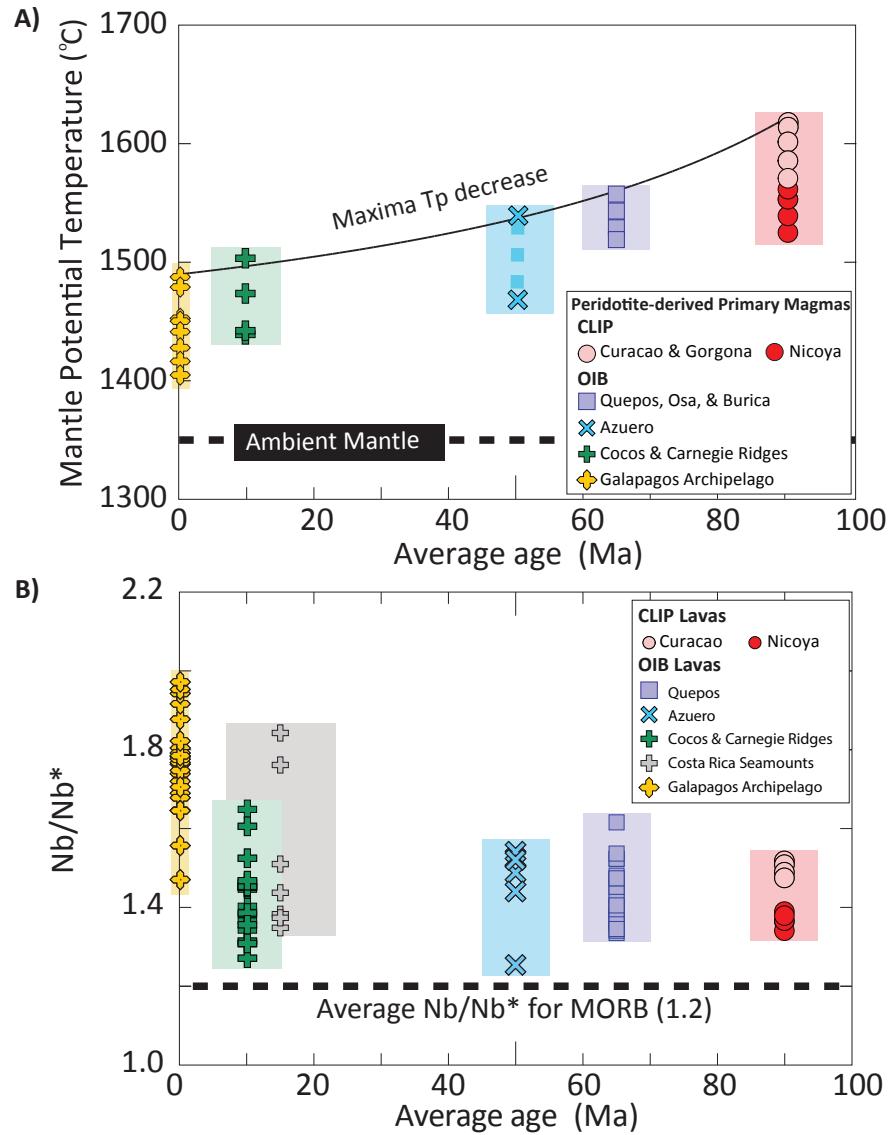 A)
Mantle Potential Temperature (°C)
1700
1600
1500
1400
1300
Maxima Tp decrease
Ambient Mantle
Peridotite-derived Primary Magmas
CLIP
Curacao & Gorgona
Nicoya
OIB
Quepos, Osa, & Burica
Azuero
Cocos & Carnegie Ridges
Galapagos Archipelago
0 20 40 60 80 100
Average age (Ma)
B)
Nb/Nb*
2.2
1.8
1.4
1.0
CLIP Lavas
Curacao
Nicoya
OIB Lavas
Quepos
Azuero
Cocos & Carnegie Ridges
Costa Rica Seamounts
Galapagos Archipelago
Average Nb/Nb* for MORB (1.2)
0 20 40 60 80 100
Average age (Ma)